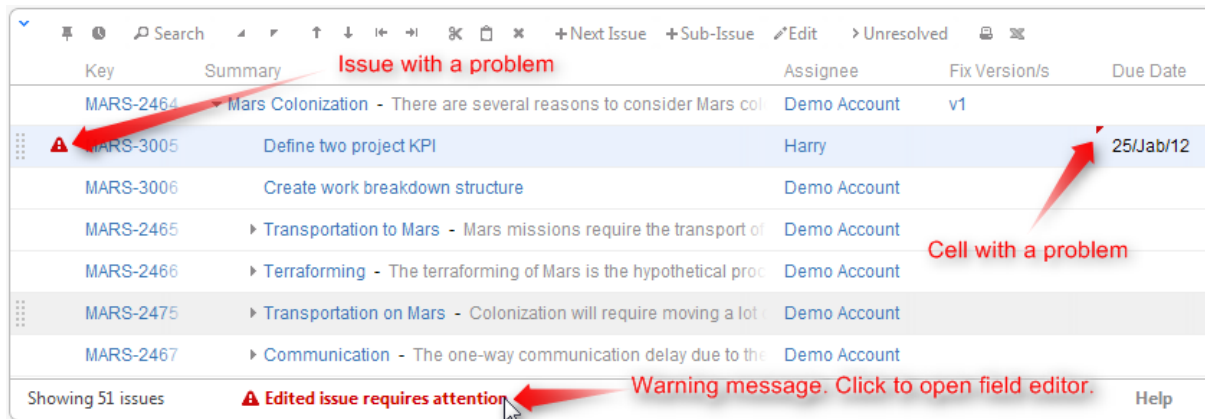 Search +Next Issue +Sub-Issue Edit Unresolved
Issue with a problem
Key Summary Assignee Fix Version/s Due Date
MARS-2464 Mars Colonization - There are several reasons to consider Mars col Demo Account v1
MARS-3005 Define two project KPI Harry 25/Jab/12
MARS-3006 Create work breakdown structure Demo Account
MARS-2465 Transportation to Mars - Mars missions require the transport of Demo Account
Cell with a problem
MARS-2466 Terraforming - The terraforming of Mars is the hypothetical proc Demo Account
MARS-2475 Transportation on Mars - Colonization will require moving a lot Demo Account
MARS-2467 Communication - The one-way communication delay due to the Demo Account
Showing 51 issues Edited issue requires attention Warning message. Click to open field editor. Help